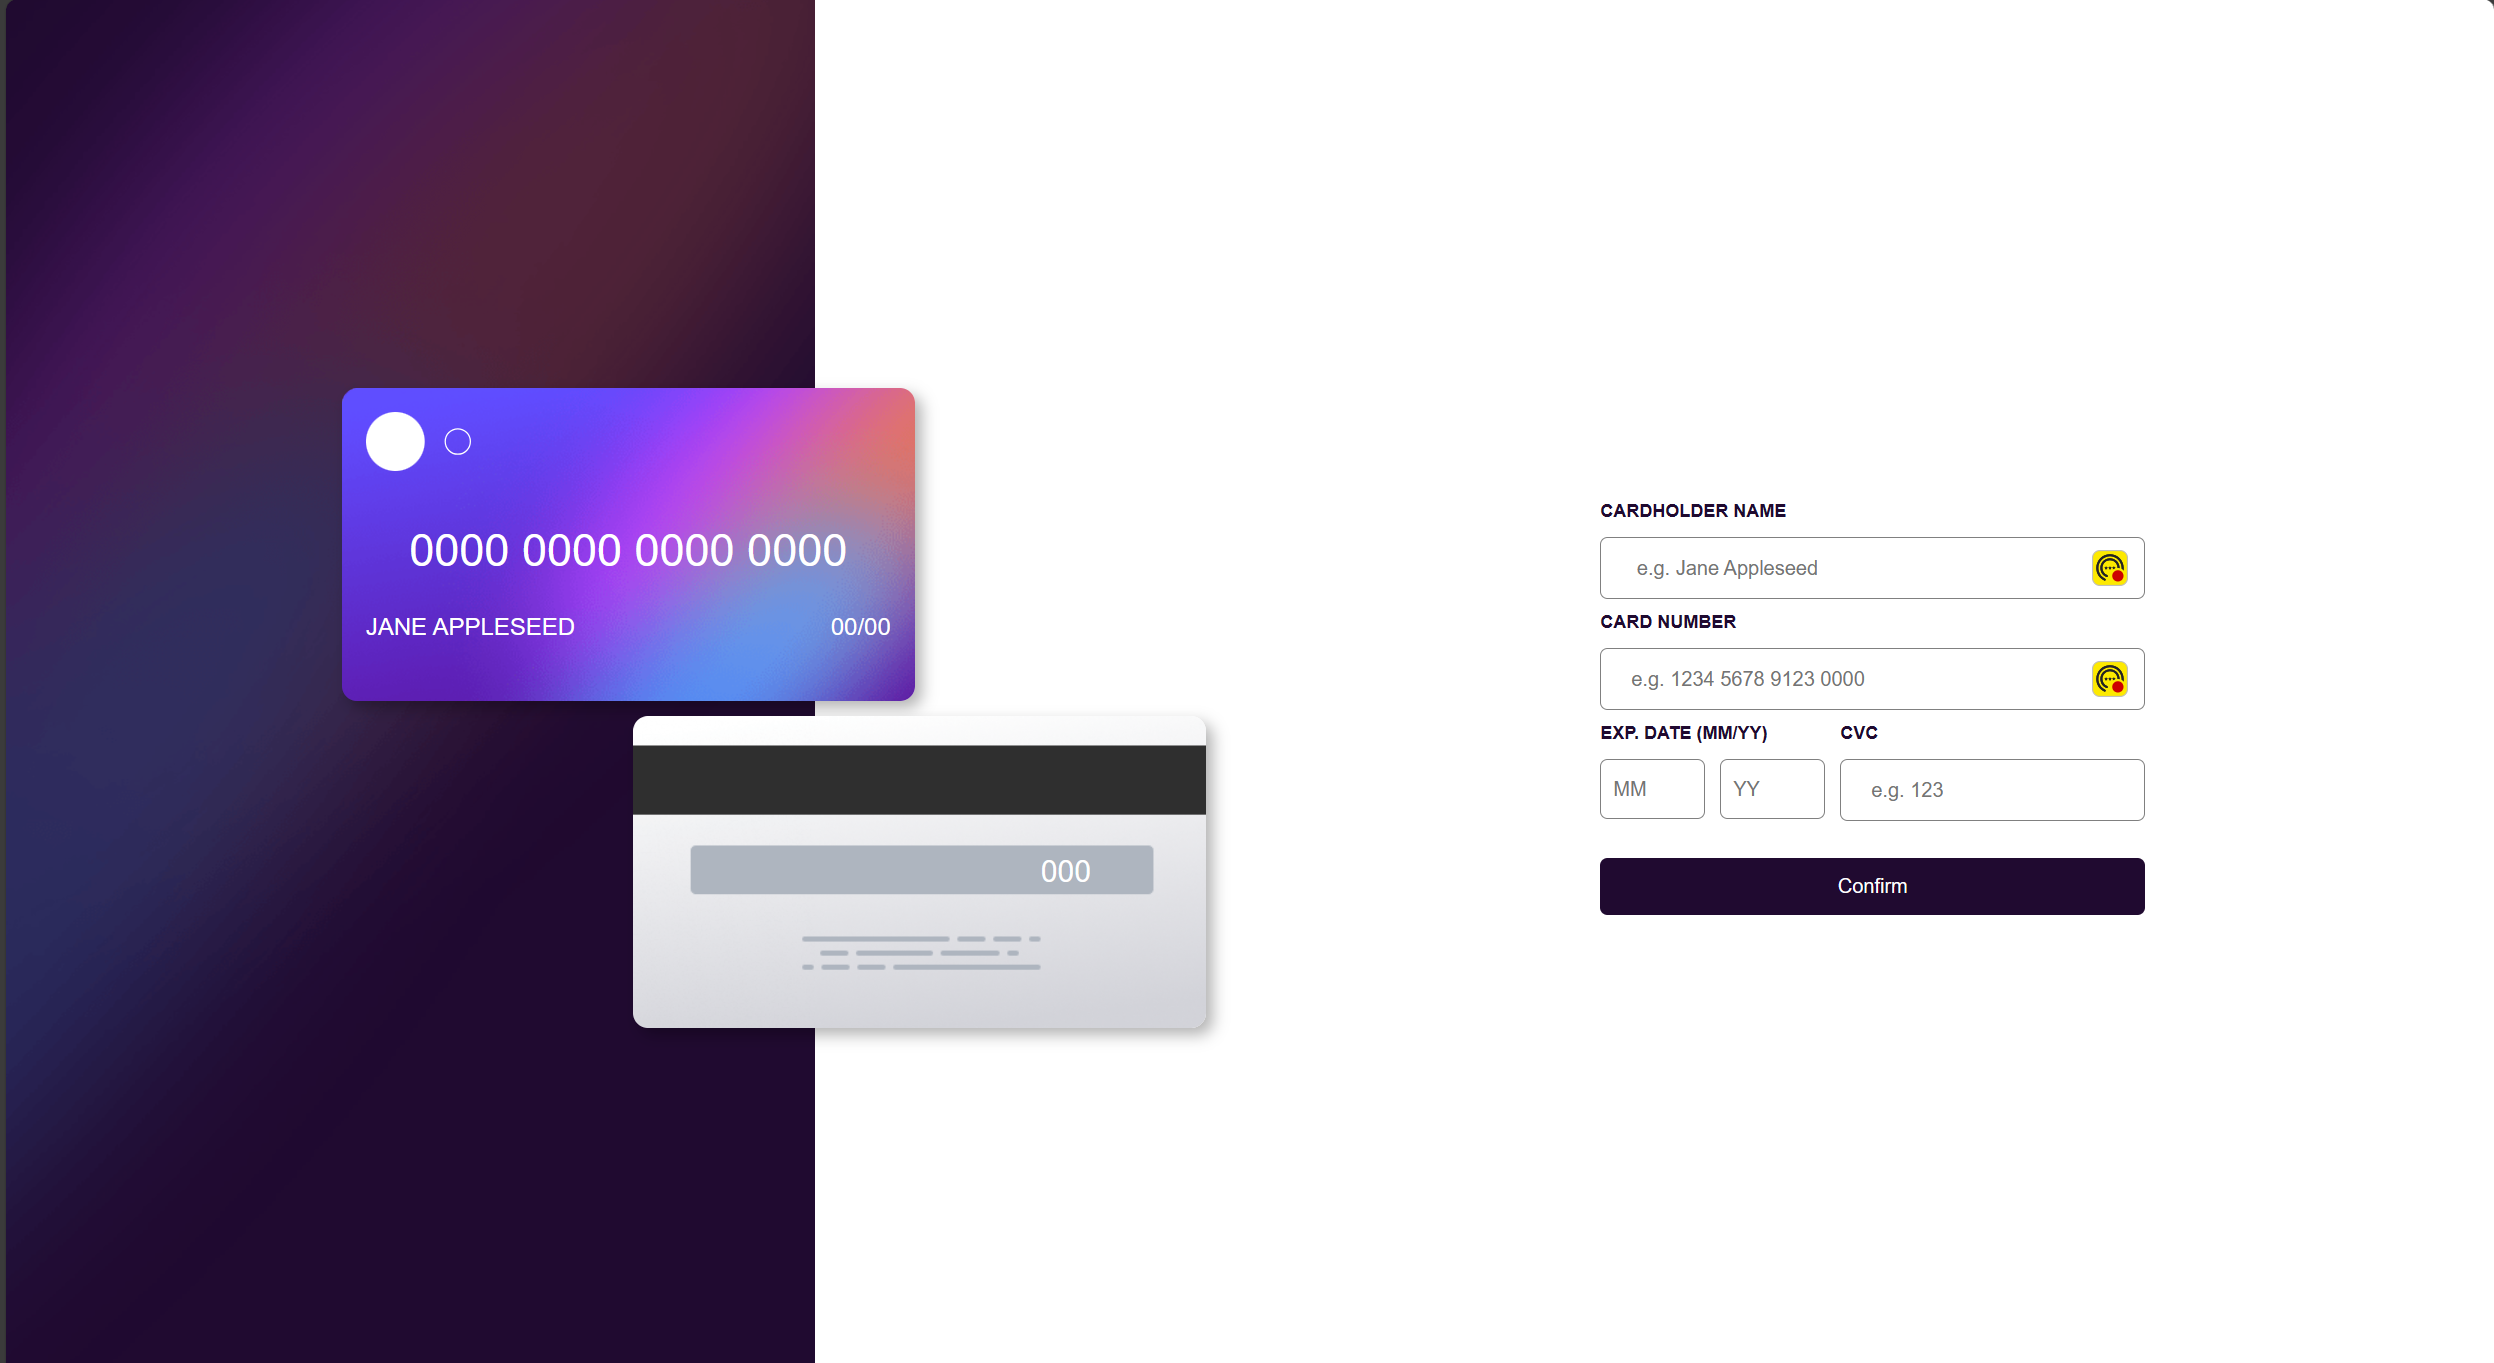 0000 0000 0000 0000
JANE APPLESEED 00/00
000
CARDHOLDER NAME
e.g. Jane Appleseed
CARD NUMBER
e.g. 1234 5678 9123 0000
EXP. DATE (MM/YY) CVC
MM YY e.g. 123
Confirm